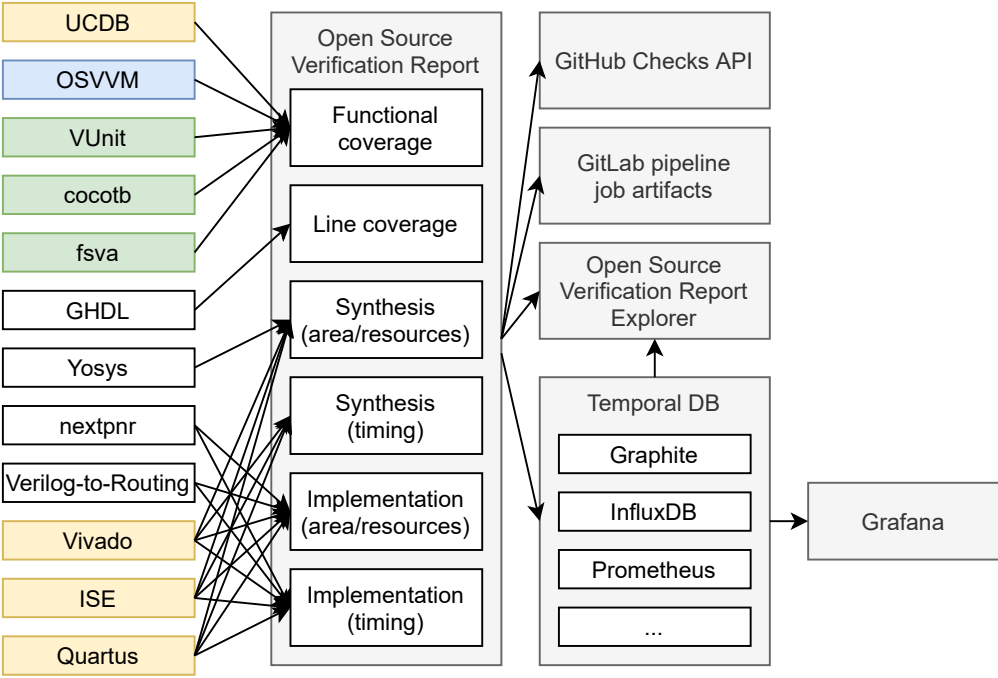 UCDB
OSVVM
VUnit
cocotb
fsva
GHDL
Yosys
nextpnr
Verilog-to-Routing
Vivado
ISE
Quartus
Open Source
Verification Report
Functional
coverage
Line coverage
Synthesis
(area/resources)
Synthesis
(timing)
Implementation
(area/resources)
Implementation
(timing)
GitHub Checks API
GitLab pipeline
job artifacts
Open Source
Verification Report
Explorer
Temporal DB
Graphite
InfluxDB
Prometheus
...
Grafana